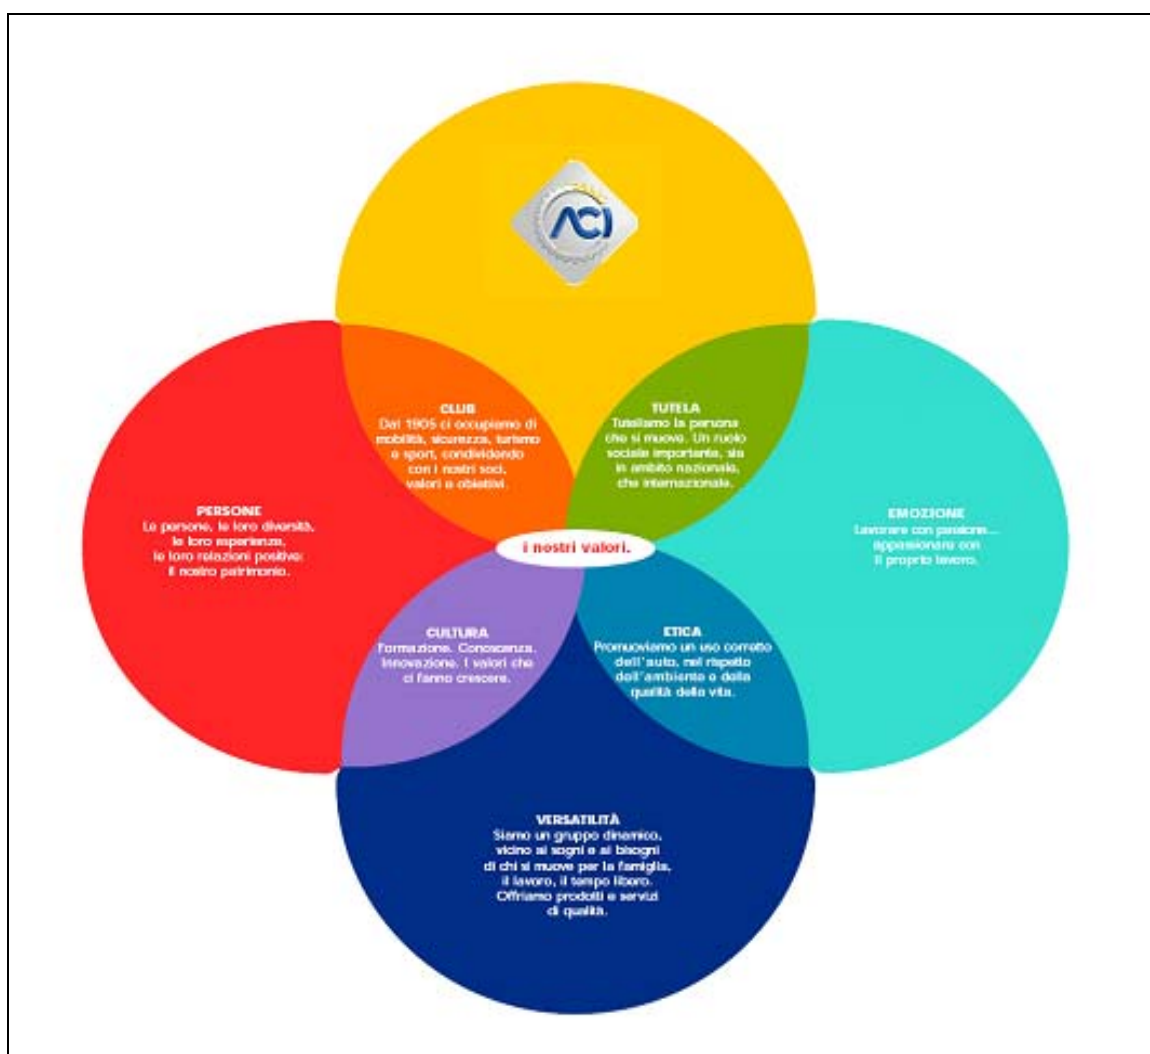 ACI
CLUB
Dal 1905 ci occupiamo di
mobilità, sicurezza, turismo
e sport, condividendo
con i nostri soci,
valori e obiettivi.
TUTELA
Tuteliamo la persona
che si muove. Un ruolo
sociale importante, sia
in ambito nazionale,
che internazionale.
PERSONE
Le persone, le loro diversità,
le loro esperienze,
le loro relazioni positive:
il nostro patrimonio.
EMOZIONE
Lavorare con passione...
appassionare con
il proprio lavoro.
i nostri valori.
CULTURA
Formazione. Conoscenza.
Innovazione. I valori che
ci fanno crescere.
ETICA
Promuoviamo un uso corretto
dell'auto, nel rispetto
dell'ambiente e della
qualità della vita.
VERSATILITÀ
Siamo un gruppo dinamico,
vicino ai sogni e ai bisogni
di chi si muove per la famiglia,
il lavoro, il tempo libero.
Offriamo prodotti e servizi
di qualità.